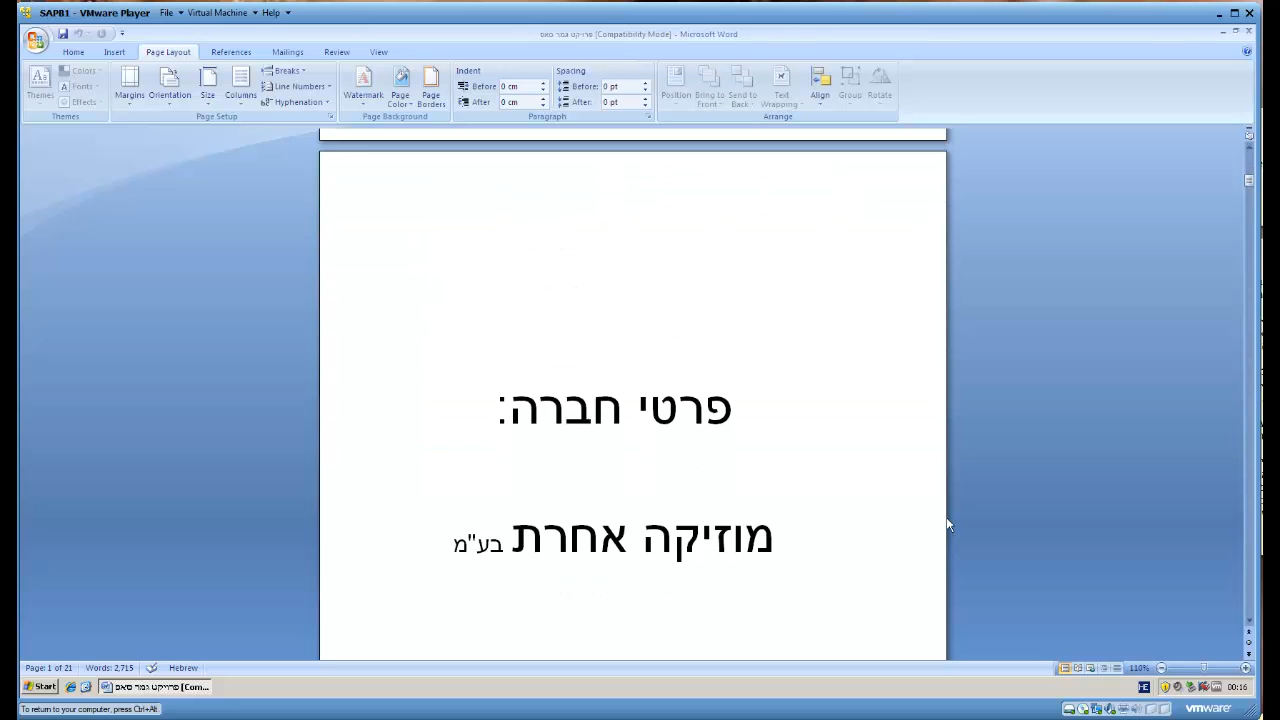 SAPB1 - VMware Player File Virtual Machine Help
פרוייקט גמר סאפ [Compatibility Mode] - Microsoft Word
Home Insert Page Layout References Mailings Review View
Themes Colors Fonts Effects
Themes
Margins Orientation Size Columns Breaks Line Numbers Hyphenation
Page Setup
Watermark Page Color Page Borders
Page Background
Indent Spacing
Before: 0 cm Before: 0 pt
After: 0 cm After: 0 pt
Paragraph
Position Bring to Front Send to Back Text Wrapping Align Group Rotate
Arrange
פרטי חברה:
מוזיקה אחרת בע"מ
Page: 1 of 21 Words: 2,715 Hebrew 110%
Start פרוייקט גמר סאפ [Com... HE 00:16
To return to your computer, press Ctrl+Alt vmware